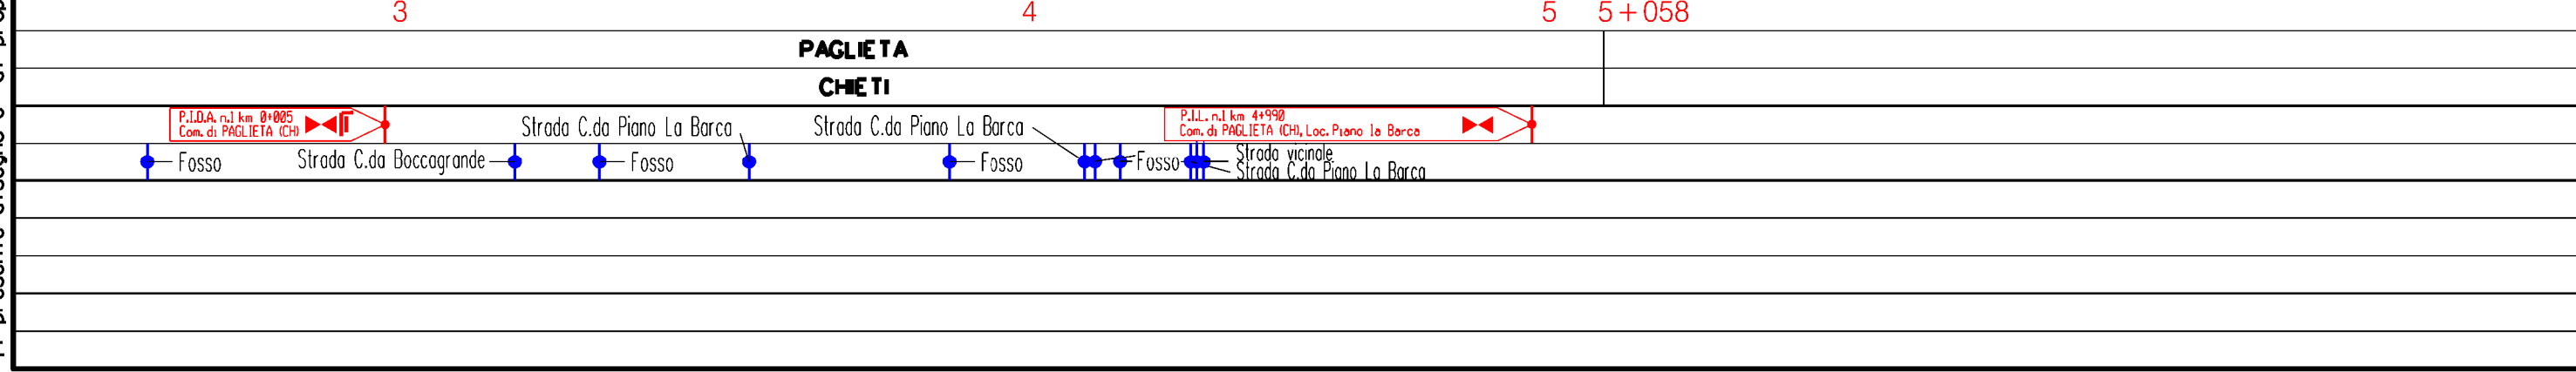 3 4 5 5+058
PAGLIETA
CHIETI
P.I.D.A. n.1 km 0+005
Com. di PAGLIETA (CH)
Strada C.da Piano La Barca
Strada C.da Piano La Barca
P.I.L. n.1 km 4+990
Com. di PAGLIETA (CH), Loc. Piano la Barca
Fosso
Strada C.da Boccagrande
Fosso
Fosso
Fosso
Strada vicinale
Strada C.da Piano La Barca